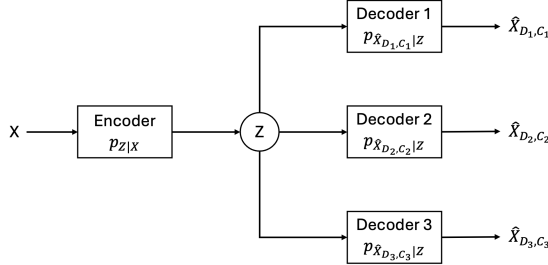 Decoder 1
p_{X̂_{D_1,C_1}|Z}
X̂_{D_1,C_1}
X
Encoder
p_{Z|X}
Z
Decoder 2
p_{X̂_{D_2,C_2}|Z}
X̂_{D_2,C_2}
Decoder 3
p_{X̂_{D_3,C_3}|Z}
X̂_{D_3,C_3}